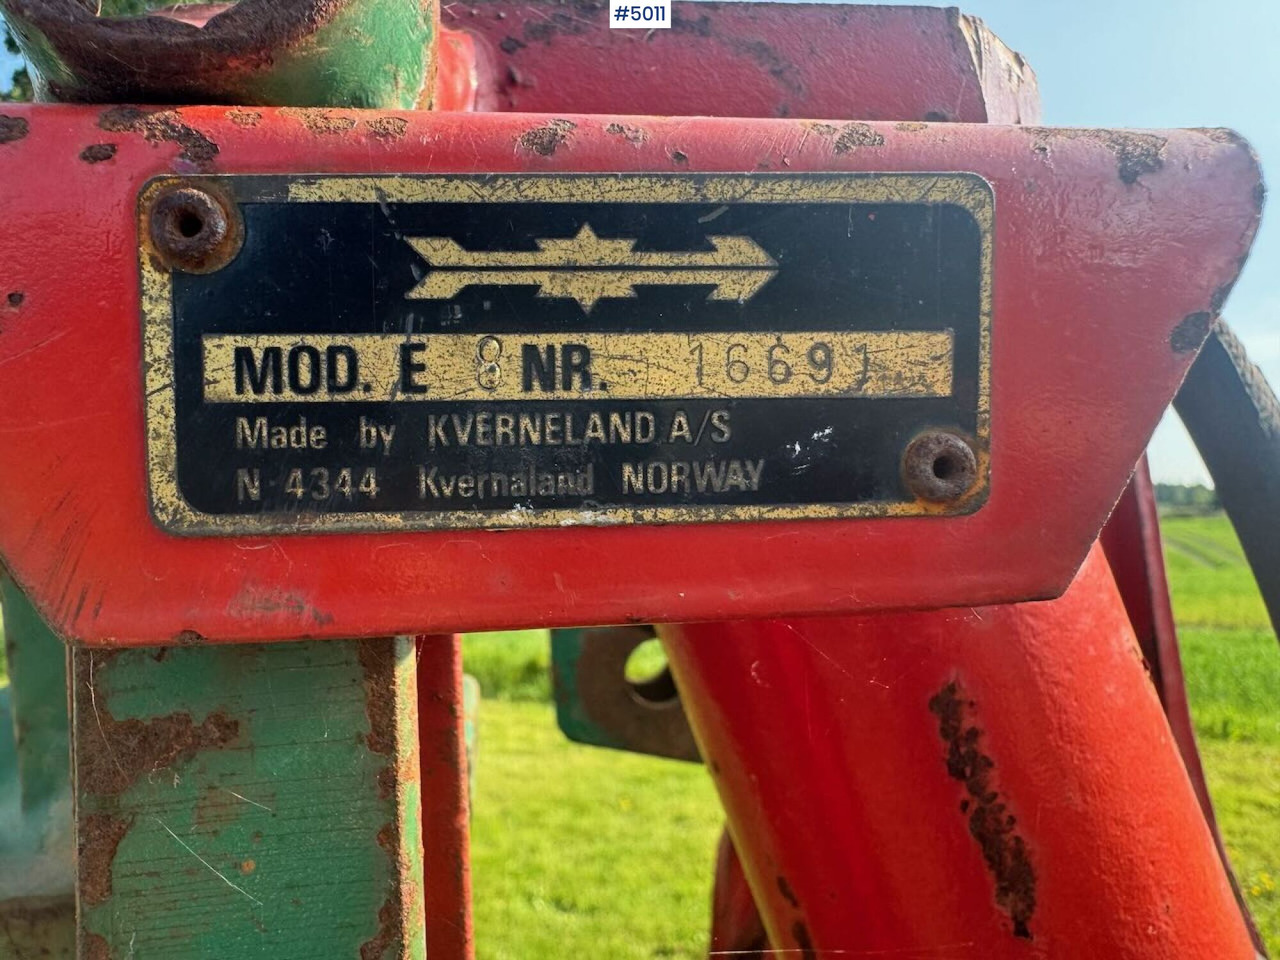 #5011
MOD. E 8 NR. 16691
Made by KVERNELAND A/S
N 4344 Kvernaland NORWAY